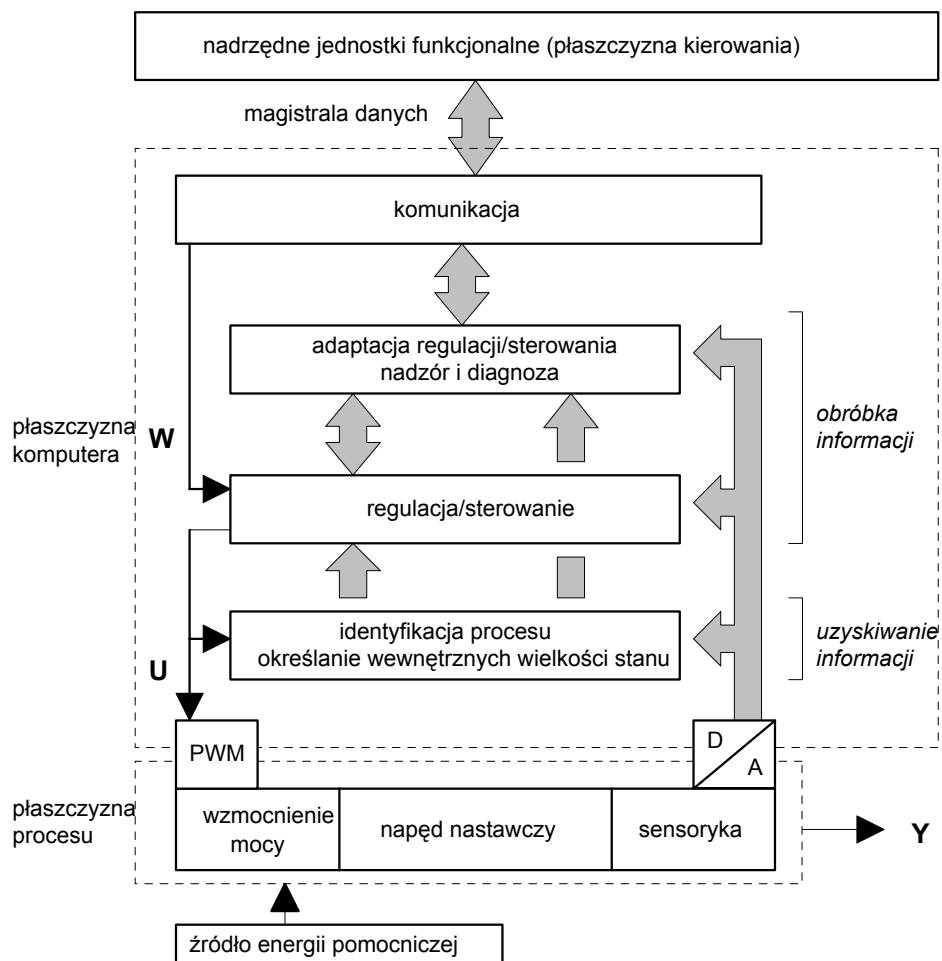 nadrzędne jednostki funkcjonalne (płaszczyzna kierowania)
magistrala danych
komunikacja
adaptacja regulacji/sterowania
nadzór i diagnoza
płaszczyzna
komputera
W
obróbka
informacji
regulacja/sterowanie
identyfikacja procesu
określanie wewnętrznych wielkości stanu
uzyskiwanie
informacji
U
PWM
D
A
płaszczyzna
procesu
wzmocnienie
mocy
napęd nastawczy
sensoryka
Y
źródło energii pomocniczej